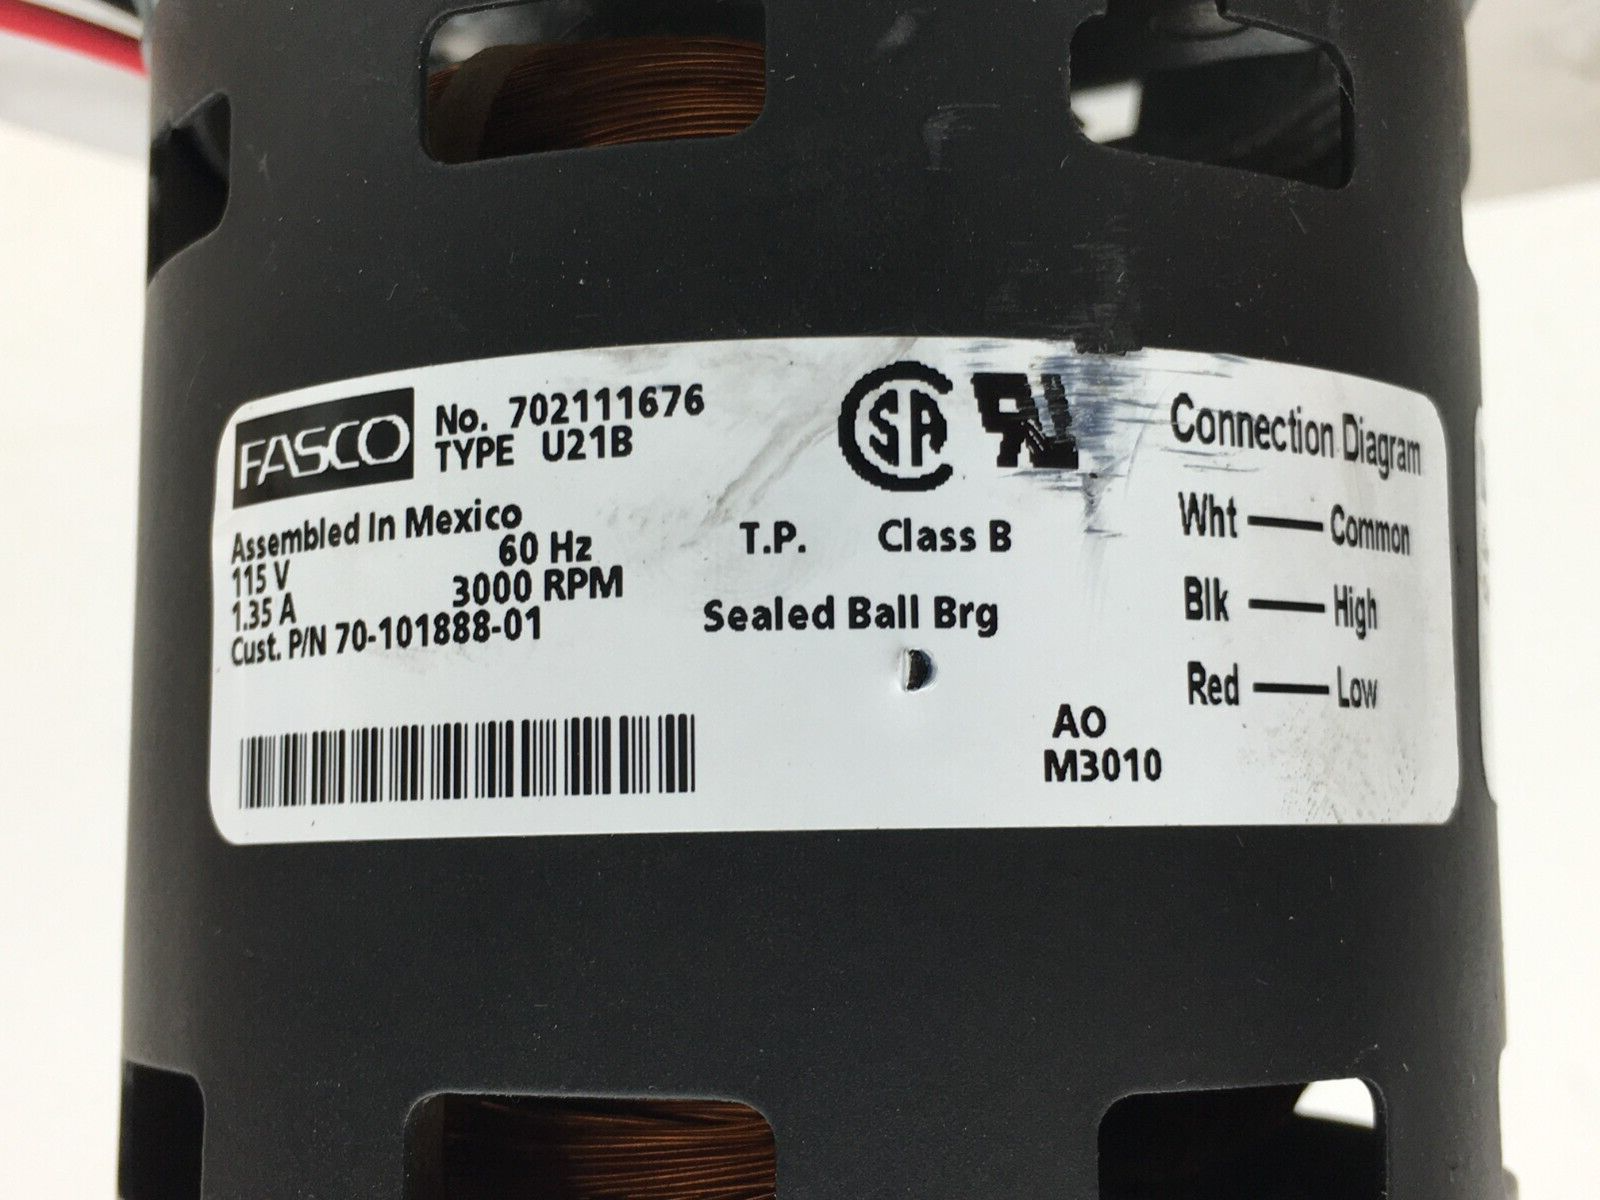 FASCO
No. 702111676
TYPE U21B
Assembled In Mexico
115 V 60 Hz
1.35 A 3000 RPM
Cust. P/N 70-101888-01
SA
T.P. Class B
Sealed Ball Brg
AO
M3010
Connection Diagram
Wht — Common
Blk — High
Red — Low